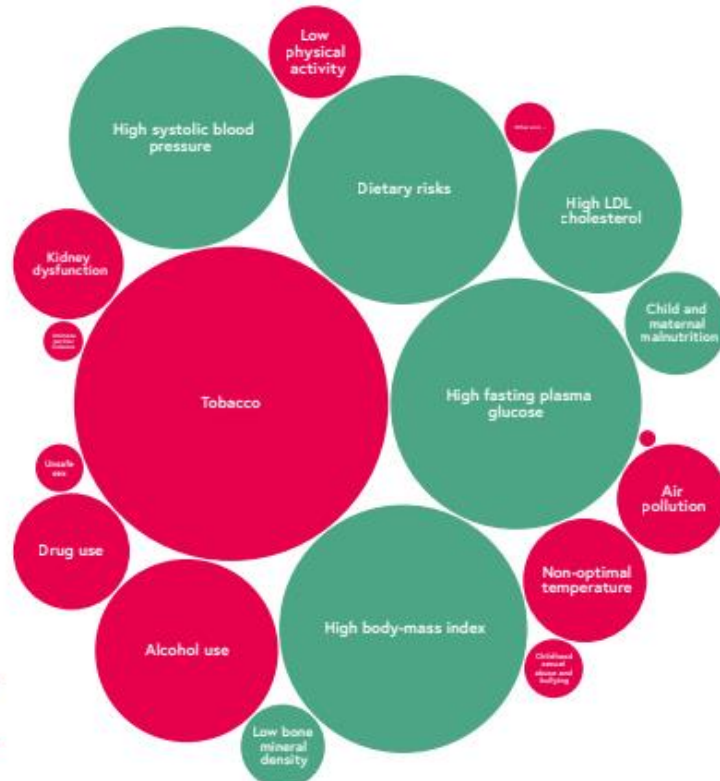 Low
physical
activity
High systolic blood
pressure
Dietary risks
High LDL
cholesterol
Kidney
dysfunction
Child and
maternal
malnutrition
Tobacco
High fasting plasma
glucose
Unsafe
sex
Air
pollution
Drug use
Non-optimal
temperature
Alcohol use
High body-mass index
Childhood
sexual
abuse and
bullying
Low bone
mineral
density